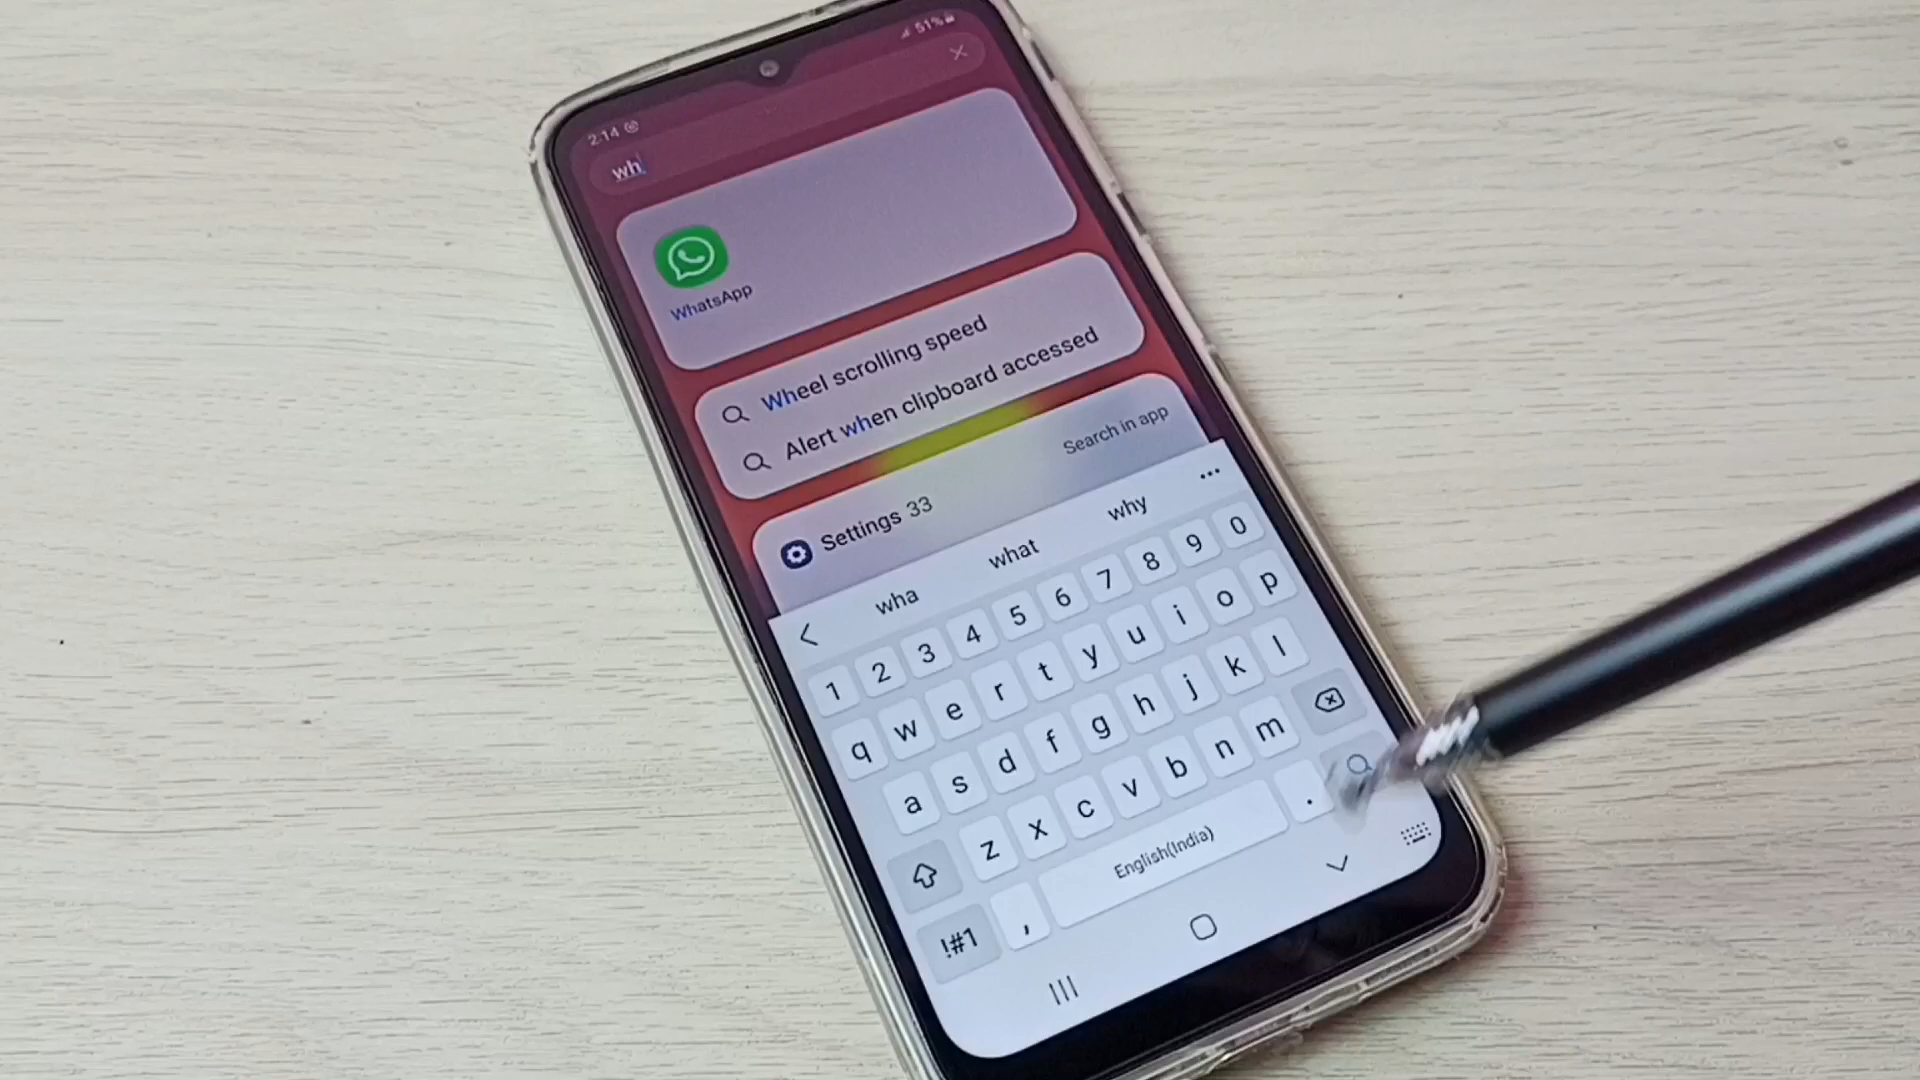 51%
2:14
wh
WhatsApp
Wheel scrolling speed
Alert when clipboard accessed
Settings 33
Search in app
wha what why
1 2 3 4 5 6 7 8 9 0
q w e r t y u i o p
a s d f g h j k l
z x c v b n m
!#1 , English(India) .